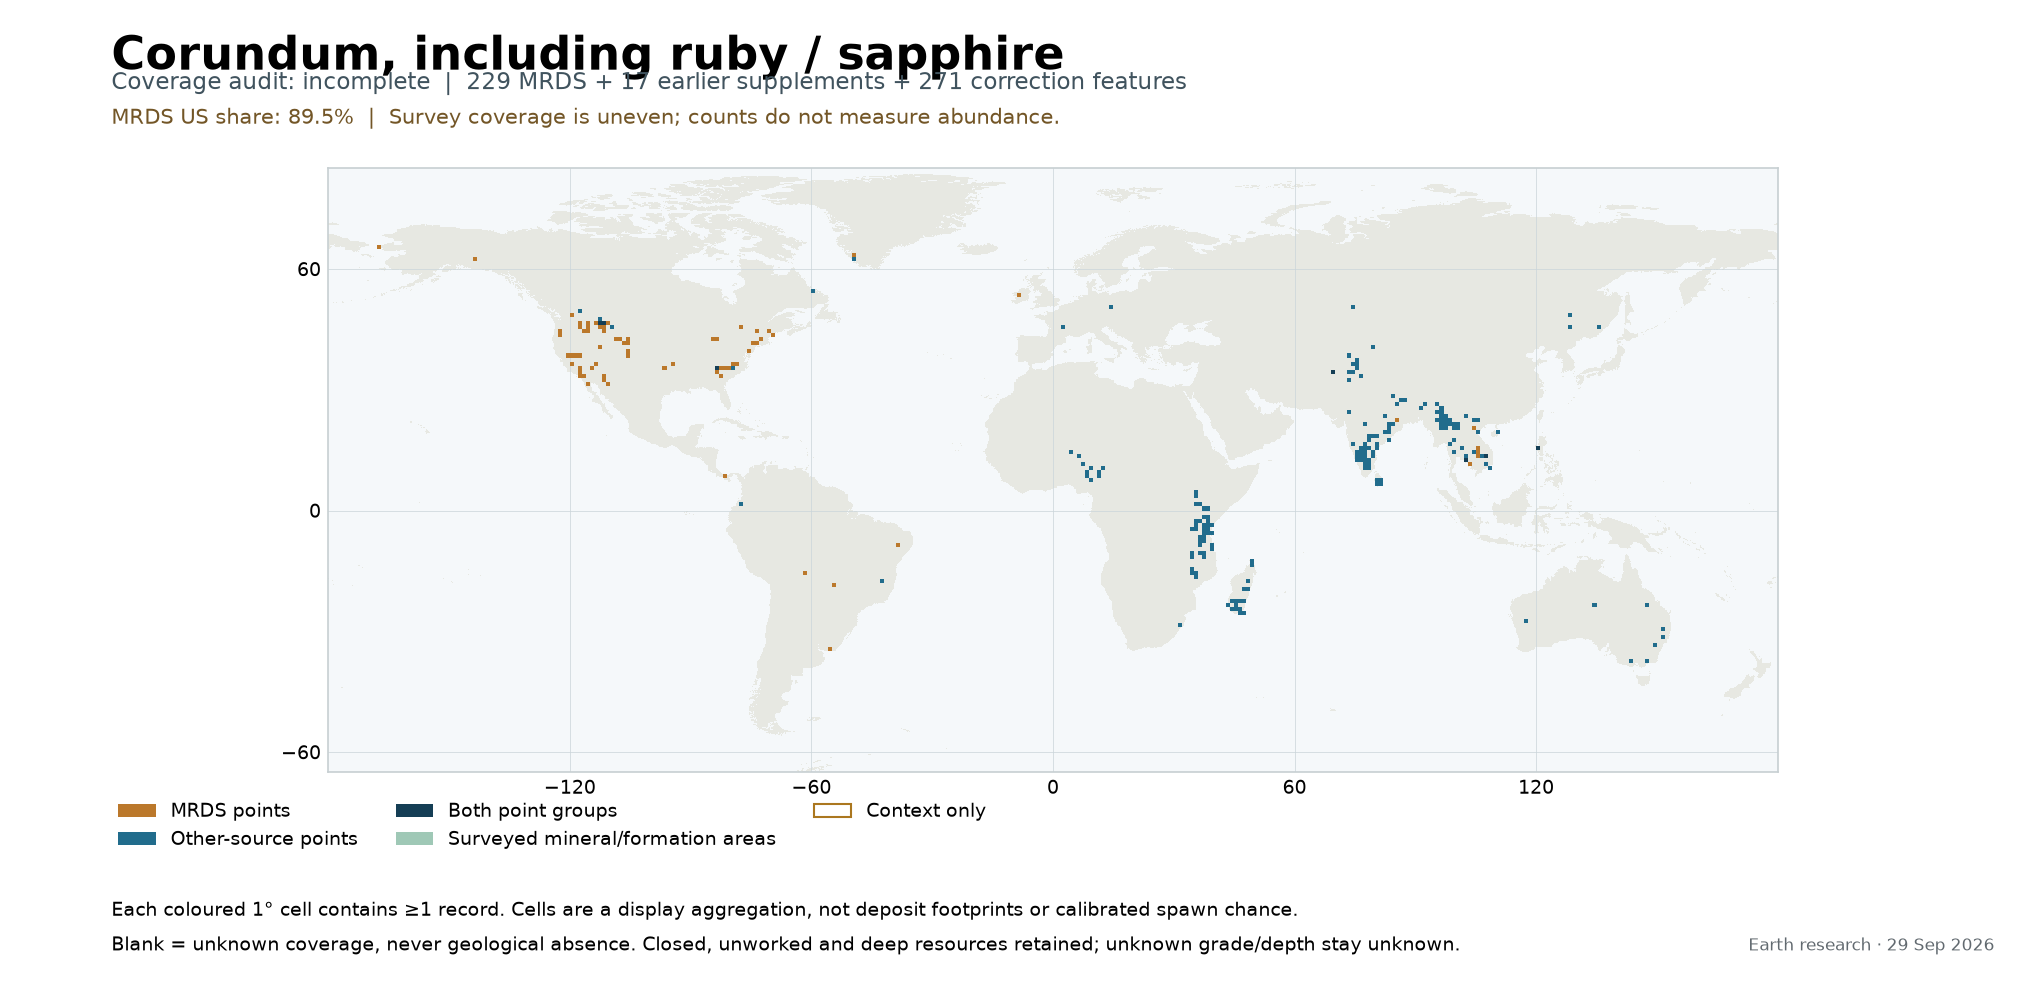 Corundum, including ruby / sapphire
Coverage audit: incomplete | 229 MRDS + 17 earlier supplements + 271 correction features
MRDS US share: 89.5% | Survey coverage is uneven; counts do not measure abundance.
60
0
−60
−120
−60
0
60
120
MRDS points
Both point groups
Context only
Other-source points
Surveyed mineral/formation areas
Each coloured 1° cell contains ≥1 record. Cells are a display aggregation, not deposit footprints or calibrated spawn chance.
Blank = unknown coverage, never geological absence. Closed, unworked and deep resources retained; unknown grade/depth stay unknown.
Earth research · 29 Sep 2026